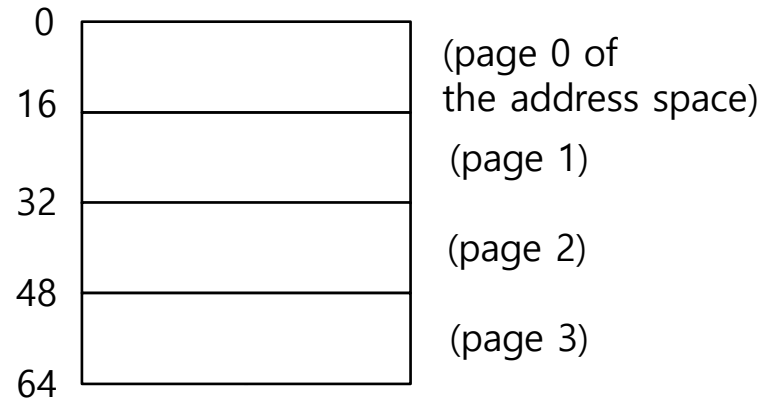 0
(page 0 of
the address space)
16
(page 1)
32
(page 2)
48
(page 3)
64